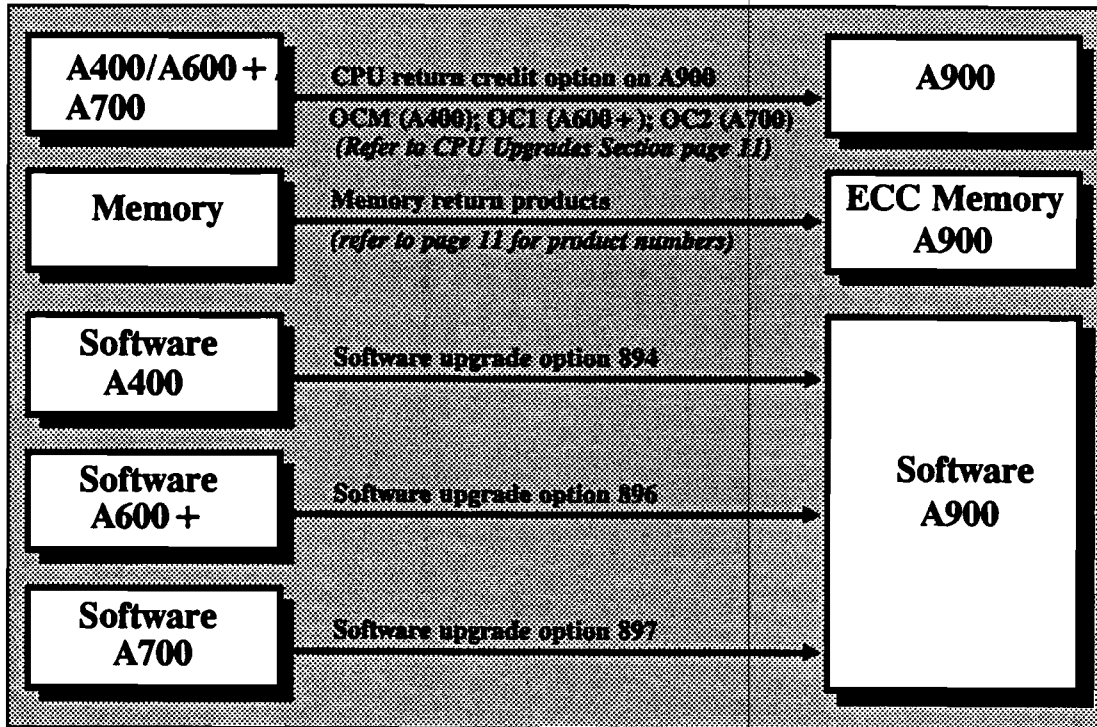 A400/A600 +
A700
CPU return credit option on A900
OCM (A400); OC1 (A600 + ); OC2 (A700)
(Refer to CPU Upgrades Section page 11)
A900
Memory
Memory return products
(refer to page 11 for product numbers)
ECC Memory
A900
Software
A400
Software upgrade option 894
Software
A600 +
Software upgrade option 896
Software
A900
Software
A700
Software upgrade option 897